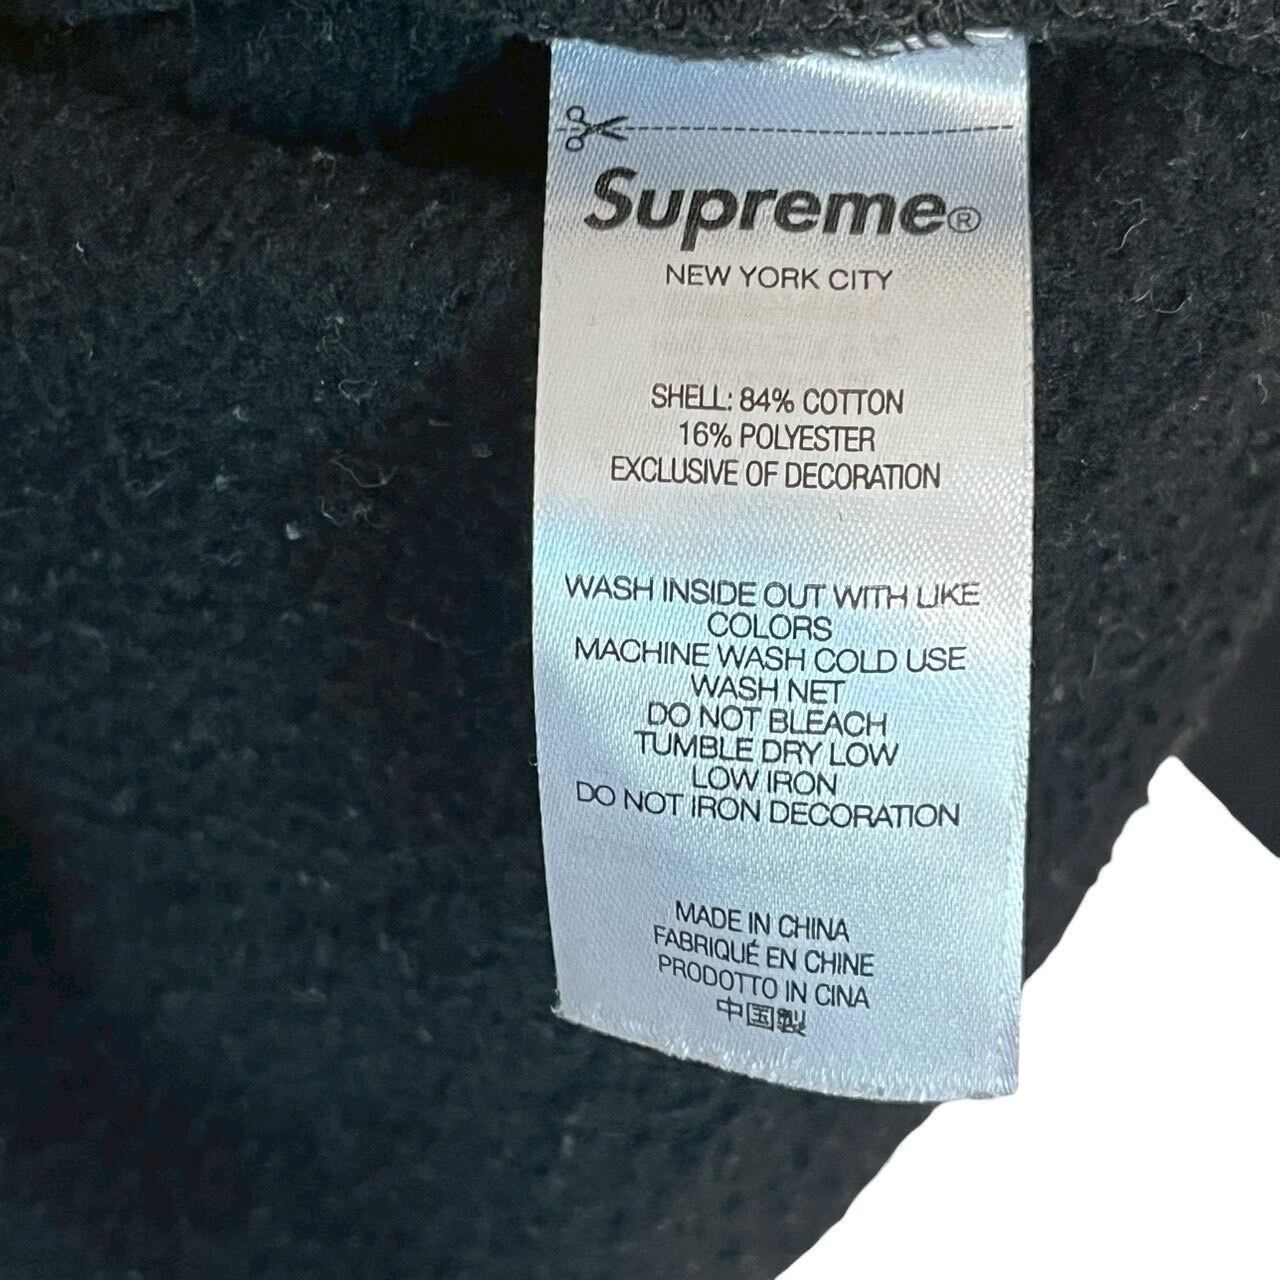 Supreme®
NEW YORK CITY
SHELL: 84% COTTON
16% POLYESTER
EXCLUSIVE OF DECORATION
WASH INSIDE OUT WITH LIKE
COLORS
MACHINE WASH COLD USE
WASH NET
DO NOT BLEACH
TUMBLE DRY LOW
LOW IRON
DO NOT IRON DECORATION
MADE IN CHINA
FABRIQUÉ EN CHINE
PRODOTTO IN CINA
中国製